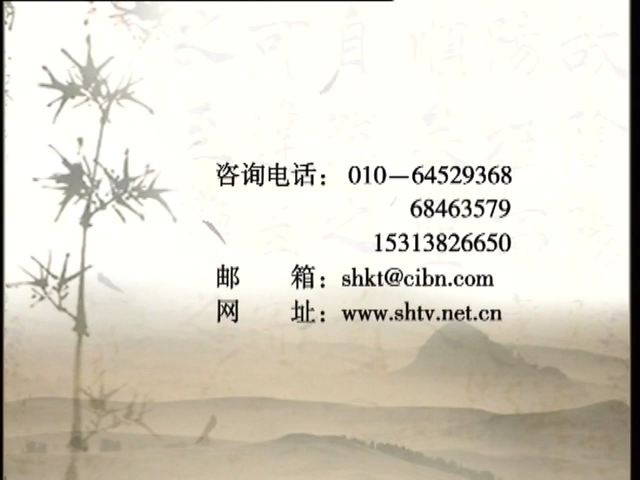 咨询电话：010—64529368
68463579
15313826650
邮　　箱：shkt@cibn.com
网　　址：www.shtv.net.cn